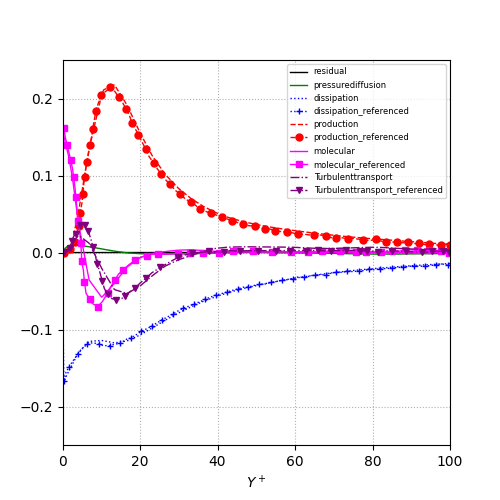 residual
pressurediffusion
dissipation
dissipation_referenced
production
production_referenced
molecular
molecular_referenced
Turbulenttransport
Turbulenttransport_referenced
0.2
0.1
0.0
−0.1
−0.2
0 20 40 60 80 100
Y⁺